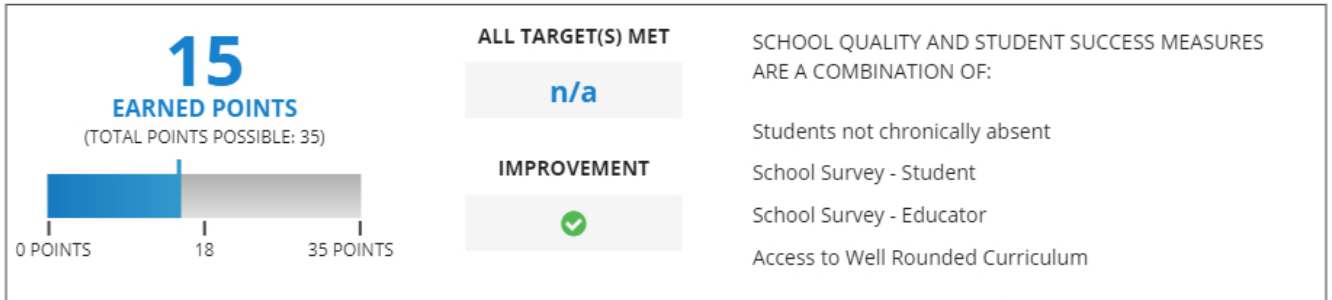 15
EARNED POINTS
(TOTAL POINTS POSSIBLE: 35)
0 POINTS
18
35 POINTS
ALL TARGET(S) MET
n/a
IMPROVEMENT
SCHOOL QUALITY AND STUDENT SUCCESS MEASURES
ARE A COMBINATION OF:
Students not chronically absent
School Survey - Student
School Survey - Educator
Access to Well Rounded Curriculum